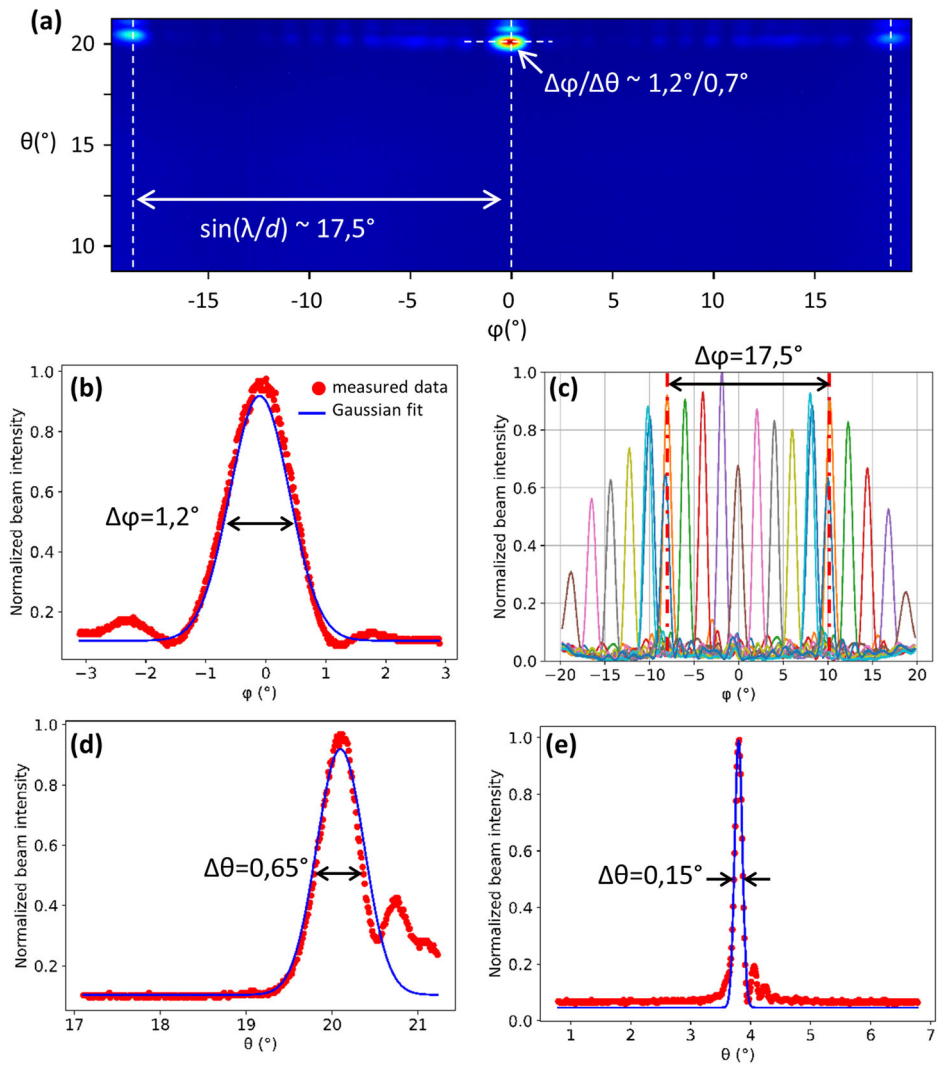 (a)
20
15
10
θ(°)
Δφ/Δθ ~ 1,2°/0,7°
sin(λ/d) ~ 17,5°
-15 -10 -5 0 5 10 15
φ(°)
(b)
1.0
0.8
0.6
0.4
0.2
Normalized beam intensity
measured data
Gaussian fit
Δφ=1,2°
−3 −2 −1 0 1 2 3
φ (°)
(c)
Δφ=17,5°
1.0
0.8
0.6
0.4
0.2
0.0
Normalized beam intensity
−20 −15 −10 −5 0 5 10 15 20
φ (°)
(d)
1.0
0.8
0.6
0.4
0.2
Normalized beam intensity
Δθ=0,65°
17 18 19 20 21
θ (°)
(e)
1.0
0.8
0.6
0.4
0.2
0.0
Normalized beam intensity
Δθ=0,15°
1 2 3 4 5 6 7
θ (°)